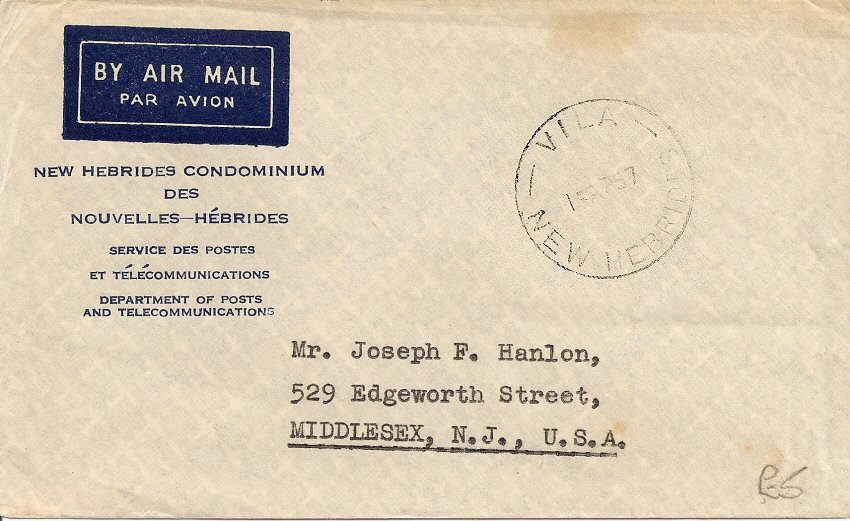 BY AIR MAIL
PAR AVION
NEW HEBRIDES CONDOMINIUM
DES
NOUVELLES—HÉBRIDES
SERVICE DES POSTES
ET TÉLÉCOMMUNICATIONS
DEPARTMENT OF POSTS
AND TELECOMMUNICATIONS
VILA
NEW HEBRIDES
Mr. Joseph F. Hanlon,
529 Edgeworth Street,
MIDDLESEX, N.J., U.S.A.